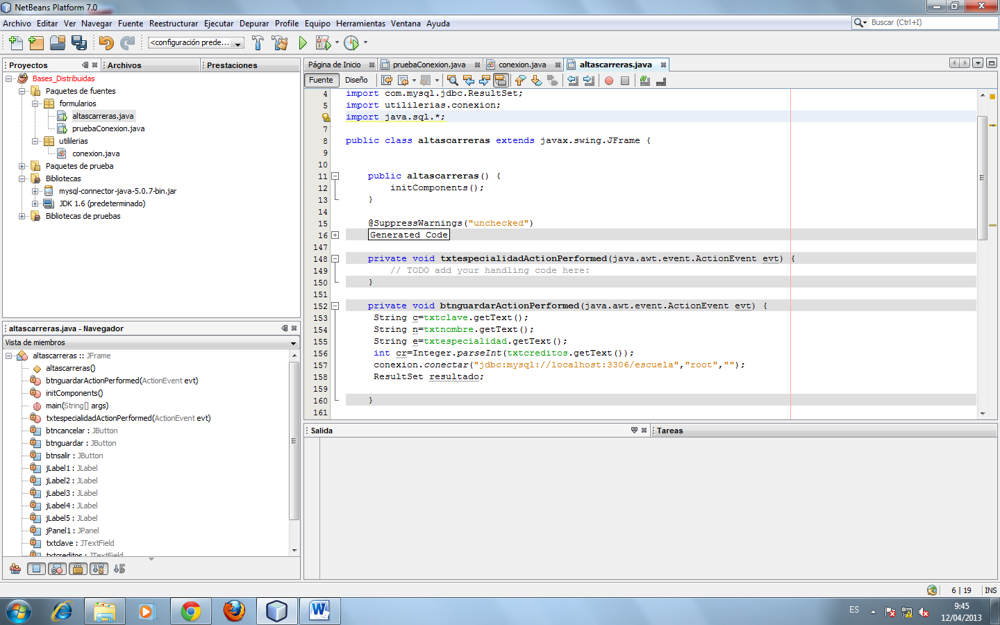 NetBeans Platform 7.0
Archivo Editar Ver Navegar Fuente Reestructurar Ejecutar Depurar Profile Equipo Herramientas Ventana Ayuda
Buscar (Ctrl+I)
<configuración prede...
Proyectos
Archivos
Prestaciones
Bases_Distribuidas
Paquetes de fuentes
formularios
altascarreras.java
pruebaConexion.java
utililerias
conexion.java
Paquetes de prueba
Bibliotecas
mysql-connector-java-5.0.7-bin.jar
JDK 1.6 (predeterminado)
Bibliotecas de pruebas
altascarreras.java - Navegador
Vista de miembros
altascarreras :: JFrame
altascarreras()
btnguardarActionPerformed(ActionEvent evt)
initComponents()
main(String[] args)
txtespecialidadActionPerformed(ActionEvent evt)
btncancelar : JButton
btnguardar : JButton
btnsalir : JButton
jLabel1 : JLabel
jLabel2 : JLabel
jLabel3 : JLabel
jLabel4 : JLabel
jLabel5 : JLabel
jPanel1 : JPanel
txtclave : JTextField
txtcreditos : JTextField
Página de Inicio
pruebaConexion.java
conexion.java
altascarreras.java
Fuente Diseño
4 import com.mysql.jdbc.ResultSet;
5 import utililerias.conexion;
import java.sql.*;
7
8 public class altascarreras extends javax.swing.JFrame {
9
10
11 public altascarreras() {
12 initComponents();
13 }
14
15 @SuppressWarnings("unchecked")
16 Generated Code
147
148 private void txtespecialidadActionPerformed(java.awt.event.ActionEvent evt) {
149 // TODO add your handling code here:
150 }
151
152 private void btnguardarActionPerformed(java.awt.event.ActionEvent evt) {
153 String c=txtclave.getText();
154 String n=txtnombre.getText();
155 String e=txtespecialidad.getText();
156 int cr=Integer.parseInt(txtcreditos.getText());
157 conexion.conectar("jdbc:mysql://localhost:3306/escuela","root","");
158 ResultSet resultado;
159
160 }
161
Salida
Tareas
6 | 19 INS
ES
9:45
12/04/2013